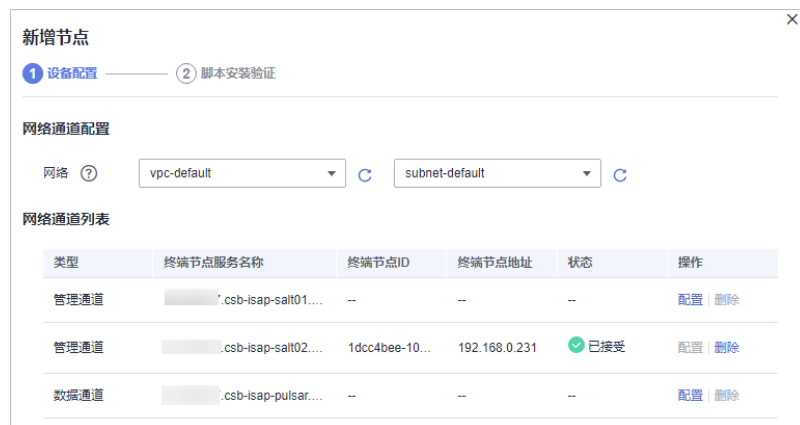 新增节点
1 设备配置 2 脚本安装验证
网络通道配置
网络 ? vpc-default subnet-default
网络通道列表
类型 终端节点服务名称 终端节点ID 终端节点地址 状态 操作
管理通道 .csb-isap-salt01.... -- -- -- 配置 | 删除
管理通道 .csb-isap-salt02.... 1dcc4bee-10... 192.168.0.231 已接受 配置 | 删除
数据通道 .csb-isap-pulsar.... -- -- -- 配置 | 删除